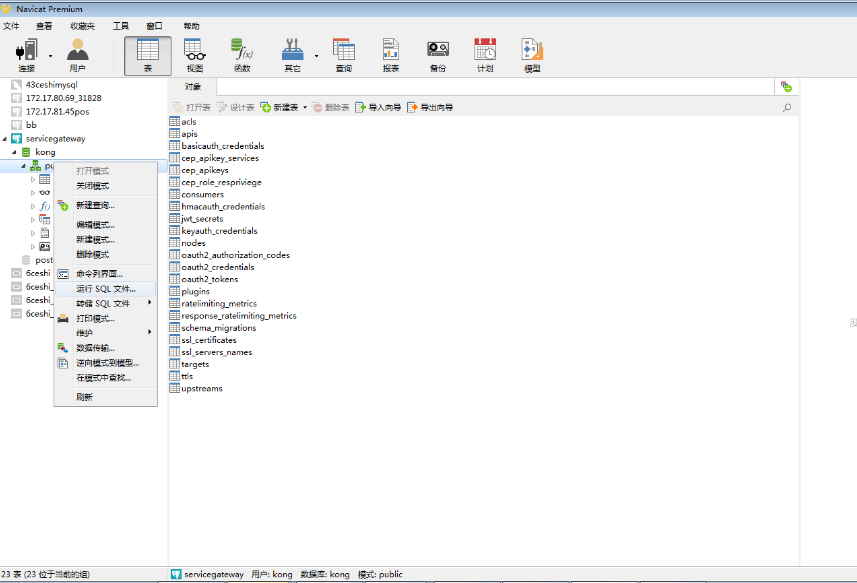 Navicat Premium
文件 查看 收藏夹 工具 窗口 帮助
连接 用户 表 视图 函数 其它 查询 报表 备份 计划 模型
43ceshimysql
172.17.80.69_31828
172.17.81.45pos
bb
servicegateway
kong
pu
post
6ceshi
6ceshi_
6ceshi_
6ceshi_
打开模式
关闭模式
新建查询...
编辑模式...
新建模式...
删除模式
命令列界面...
运行 SQL 文件...
转储 SQL 文件
打印模式...
维护
数据传输...
逆向模式到模型...
在模式中查找...
刷新
对象
打开表 设计表 新建表 删除表 导入向导 导出向导
acls
apis
basicauth_credentials
cep_apikey_services
cep_apikeys
cep_role_respriviege
consumers
hmacauth_credentials
jwt_secrets
keyauth_credentials
nodes
oauth2_authorization_codes
oauth2_credentials
oauth2_tokens
plugins
ratelimiting_metrics
response_ratelimiting_metrics
schema_migrations
ssl_certificates
ssl_servers_names
targets
ttls
upstreams
23 表 (23 位于当前的组) servicegateway 用户: kong 数据库: kong 模式: public